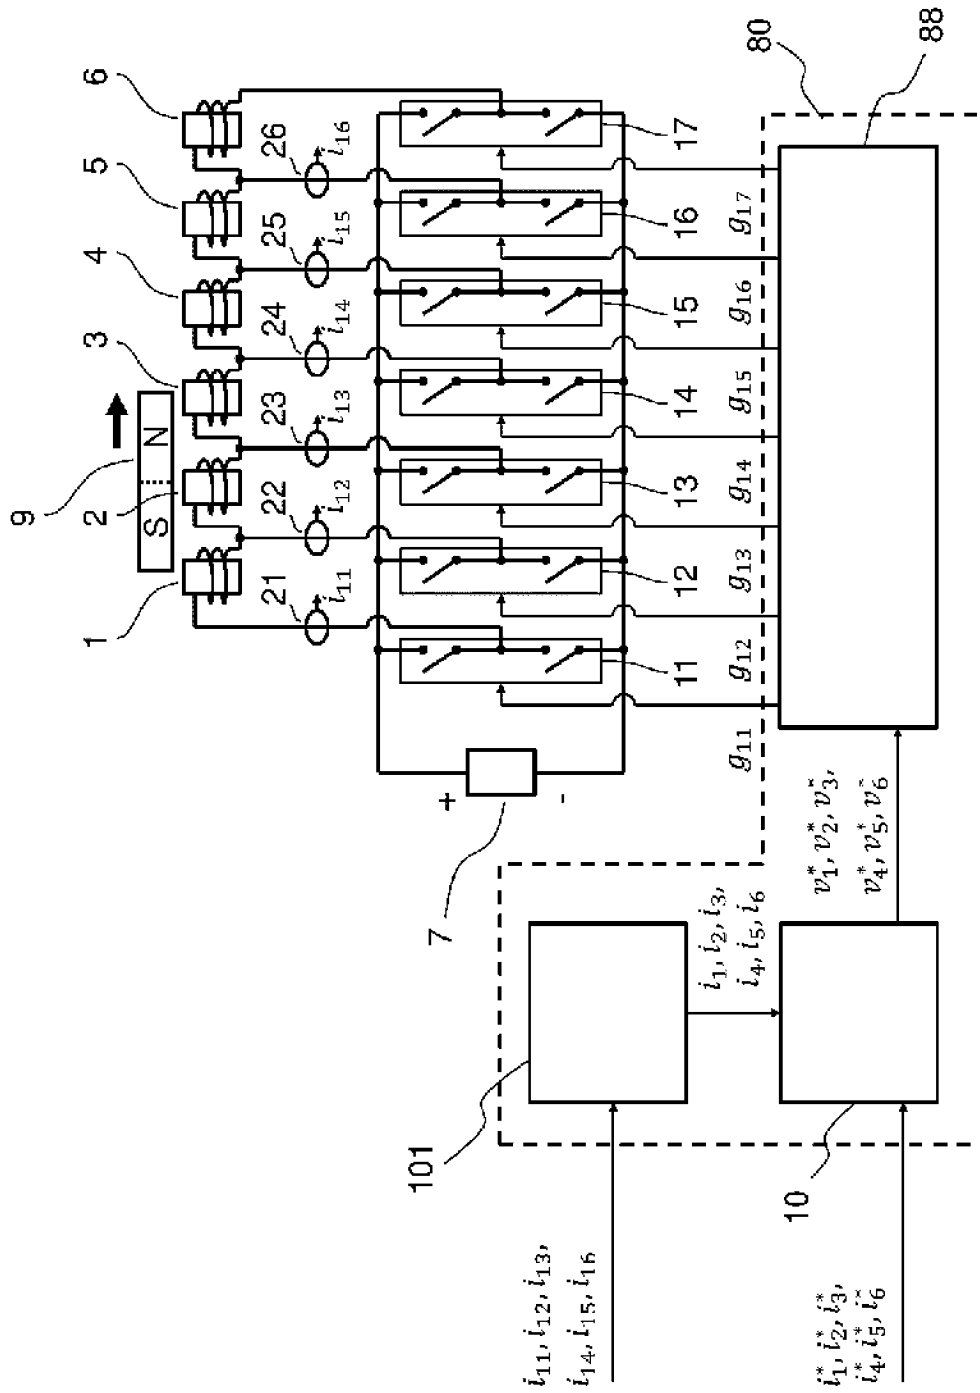 6
5
4
3
2
1
9
S N
26
25
24
23
22
21
i₁₆
i₁₅
i₁₄
i₁₃
i₁₂
i₁₁
17
16
15
14
13
12
11
+
-
7
80
88
g₁₇
g₁₆
g₁₅
g₁₄
g₁₃
g₁₂
g₁₁
v₁*, v₂*, v₃*,
v₄*, v₅*, v₆*
i₁, i₂, i₃,
i₄, i₅, i₆
101
10
i₁₁, i₁₂, i₁₃,
i₁₄, i₁₅, i₁₆
i₁*, i₂*, i₃*,
i₄*, i₅*, i₆*